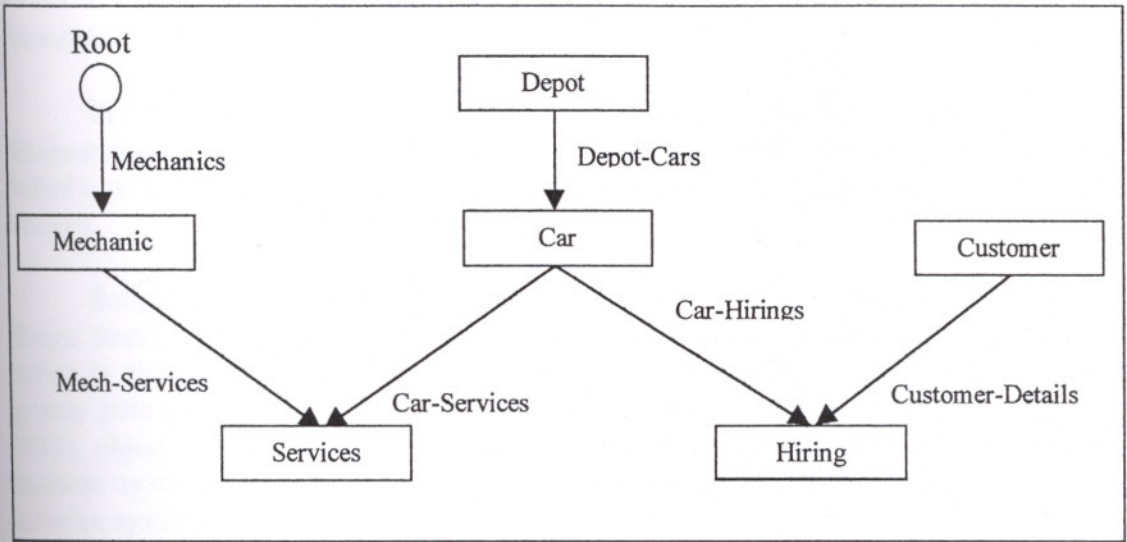 Root
Depot
Mechanics
Depot-Cars
Mechanic
Car
Customer
Car-Hirings
Mech-Services
Car-Services
Customer-Details
Services
Hiring